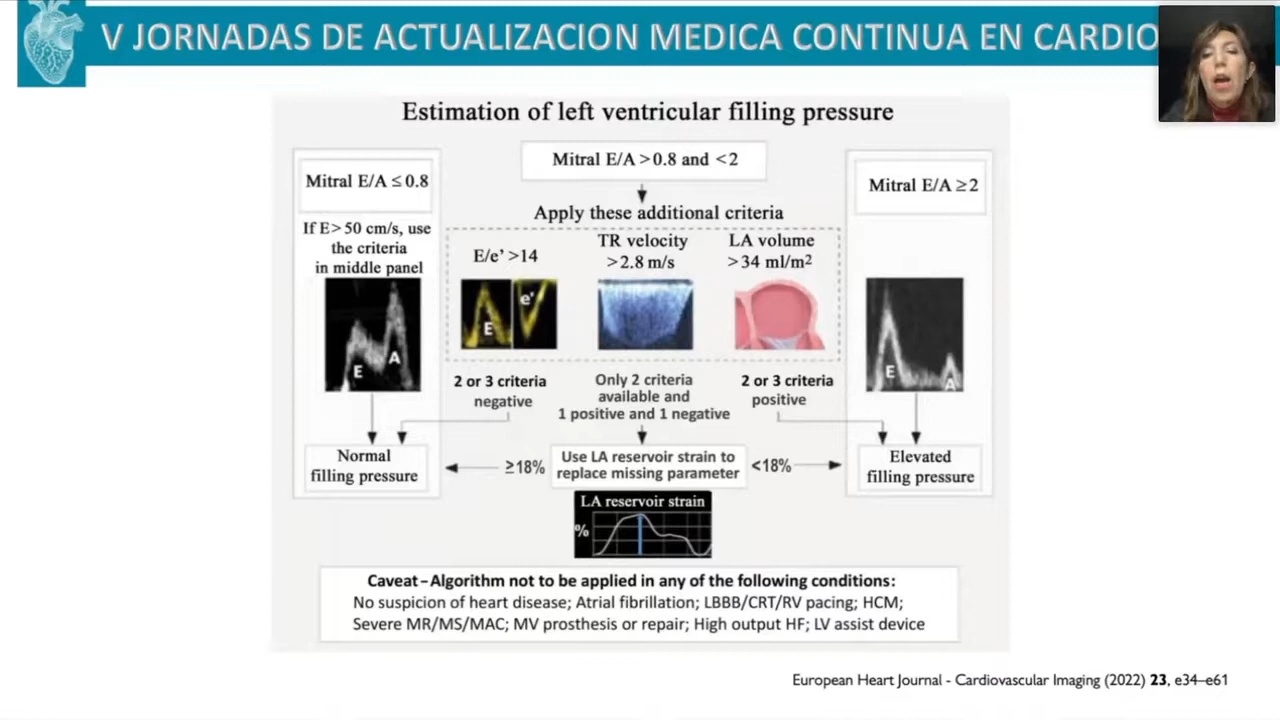 V JORNADAS DE ACTUALIZACION MEDICA CONTINUA EN CARDIO
Estimation of left ventricular filling pressure
Mitral E/A ≤ 0.8
If E > 50 cm/s, use
the criteria
in middle panel
E
A
Mitral E/A > 0.8 and < 2
Apply these additional criteria
E/e' >14
E
e'
TR velocity
> 2.8 m/s
LA volume
> 34 ml/m²
Mitral E/A ≥ 2
E
A
2 or 3 criteria
negative
Only 2 criteria
available and
1 positive and 1 negative
2 or 3 criteria
positive
Normal
filling pressure
≥18%
Use LA reservoir strain to
replace missing parameter
<18%
Elevated
filling pressure
LA reservoir strain
%
Caveat – Algorithm not to be applied in any of the following conditions:
No suspicion of heart disease; Atrial fibrillation; LBBB/CRT/RV pacing; HCM;
Severe MR/MS/MAC; MV prosthesis or repair; High output HF; LV assist device
European Heart Journal - Cardiovascular Imaging (2022) 23, e34–e61